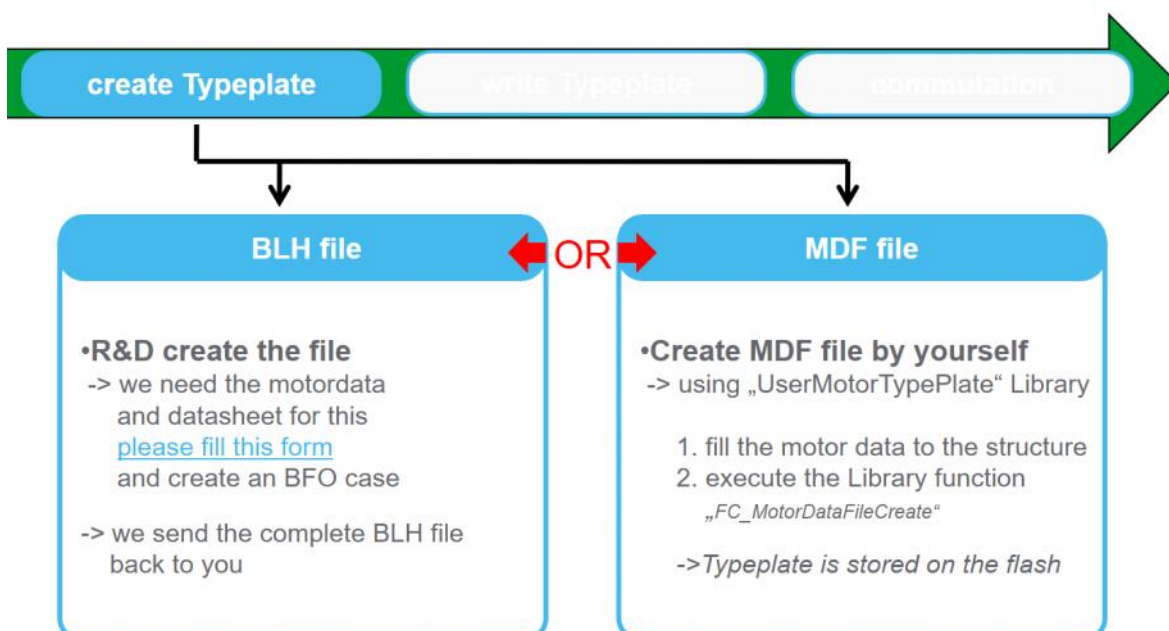 create Typeplate
write Typeplate
commutation
BLH file
OR
MDF file
•R&D create the file
-> we need the motordata
and datasheet for this
please fill this form
and create an BFO case
-> we send the complete BLH file
back to you
•Create MDF file by yourself
-> using „UserMotorTypePlate“ Library
1. fill the motor data to the structure
2. execute the Library function
„FC_MotorDataFileCreate“
->Typeplate is stored on the flash